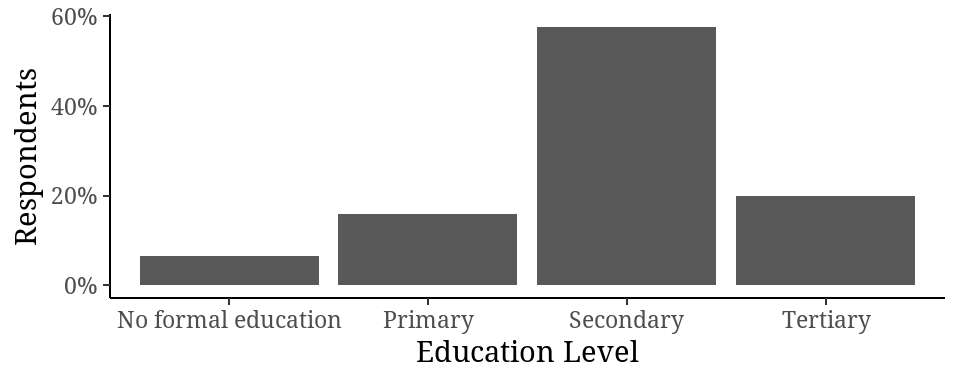 Respondents
60%
40%
20%
0%
No formal education Primary Secondary Tertiary
Education Level